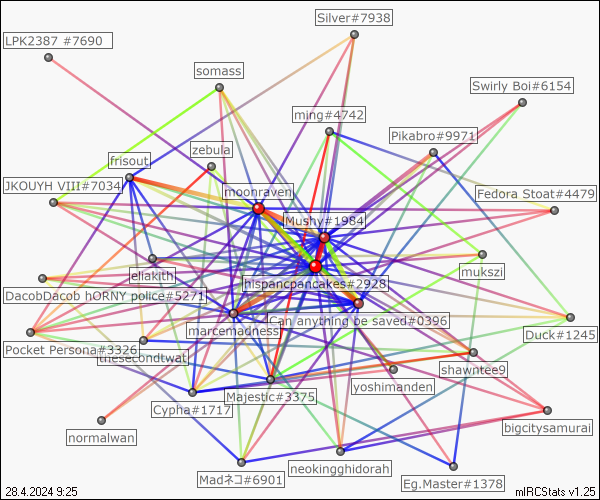 Silver#7938
LPK2387 #7690
somass
Swirly Boi#6154
ming#4742
Pikabro#9971
zebula
frisout
JKOUYH VIII#7034
moonraven
Fedora Stoat#4479
Mushy#1984
eliakith
mukszi
hispancpancakes#2928
DacobDacob hORNY police#5271
Can anything be saved#0396
marcemadness
Duck#1245
Pocket Persona#3326
thesecondtwat
shawntee9
yoshimanden
Cypha#1717
Majestic#3375
bigcitysamurai
normalwan
Madネコ#6901
neokingghidorah
Eg.Master#1378
28.4.2024 9:25
mIRCStats v1.25